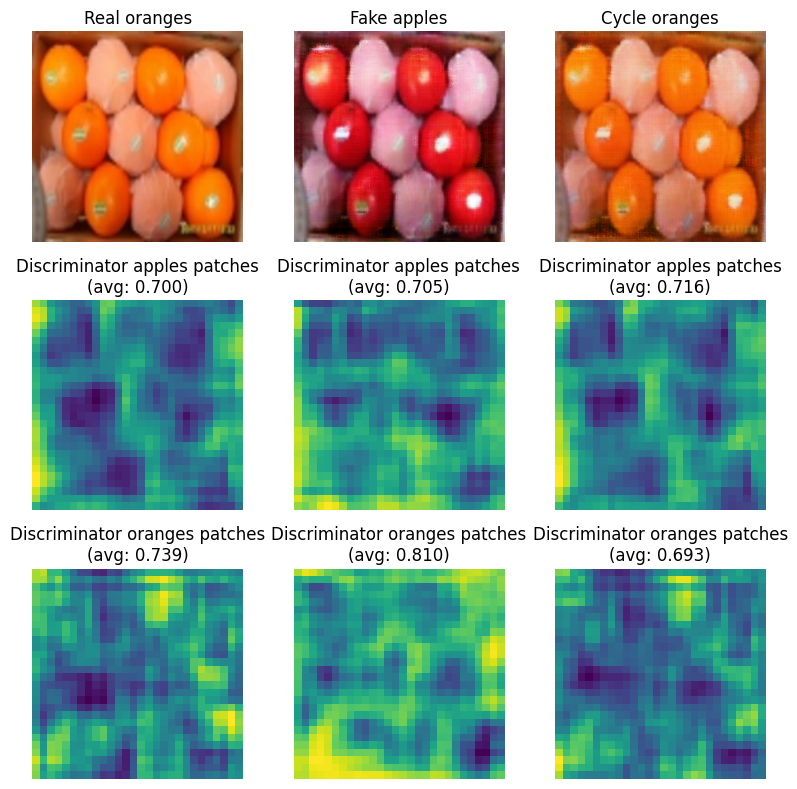 Real oranges
Fake apples
Cycle oranges
Discriminator apples patches
(avg: 0.700)
Discriminator apples patches
(avg: 0.705)
Discriminator apples patches
(avg: 0.716)
Discriminator oranges patches
(avg: 0.739)
Discriminator oranges patches
(avg: 0.810)
Discriminator oranges patches
(avg: 0.693)